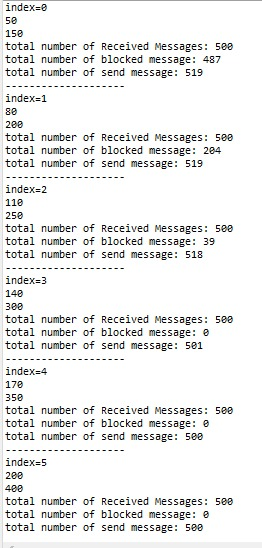 index=0
50
150
total number of Received Messages: 500
total number of blocked message: 487
total number of send message: 519
--------------------
index=1
80
200
total number of Received Messages: 500
total number of blocked message: 204
total number of send message: 519
--------------------
index=2
110
250
total number of Received Messages: 500
total number of blocked message: 39
total number of send message: 518
--------------------
index=3
140
300
total number of Received Messages: 500
total number of blocked message: 0
total number of send message: 501
--------------------
index=4
170
350
total number of Received Messages: 500
total number of blocked message: 0
total number of send message: 500
--------------------
index=5
200
400
total number of Received Messages: 500
total number of blocked message: 0
total number of send message: 500